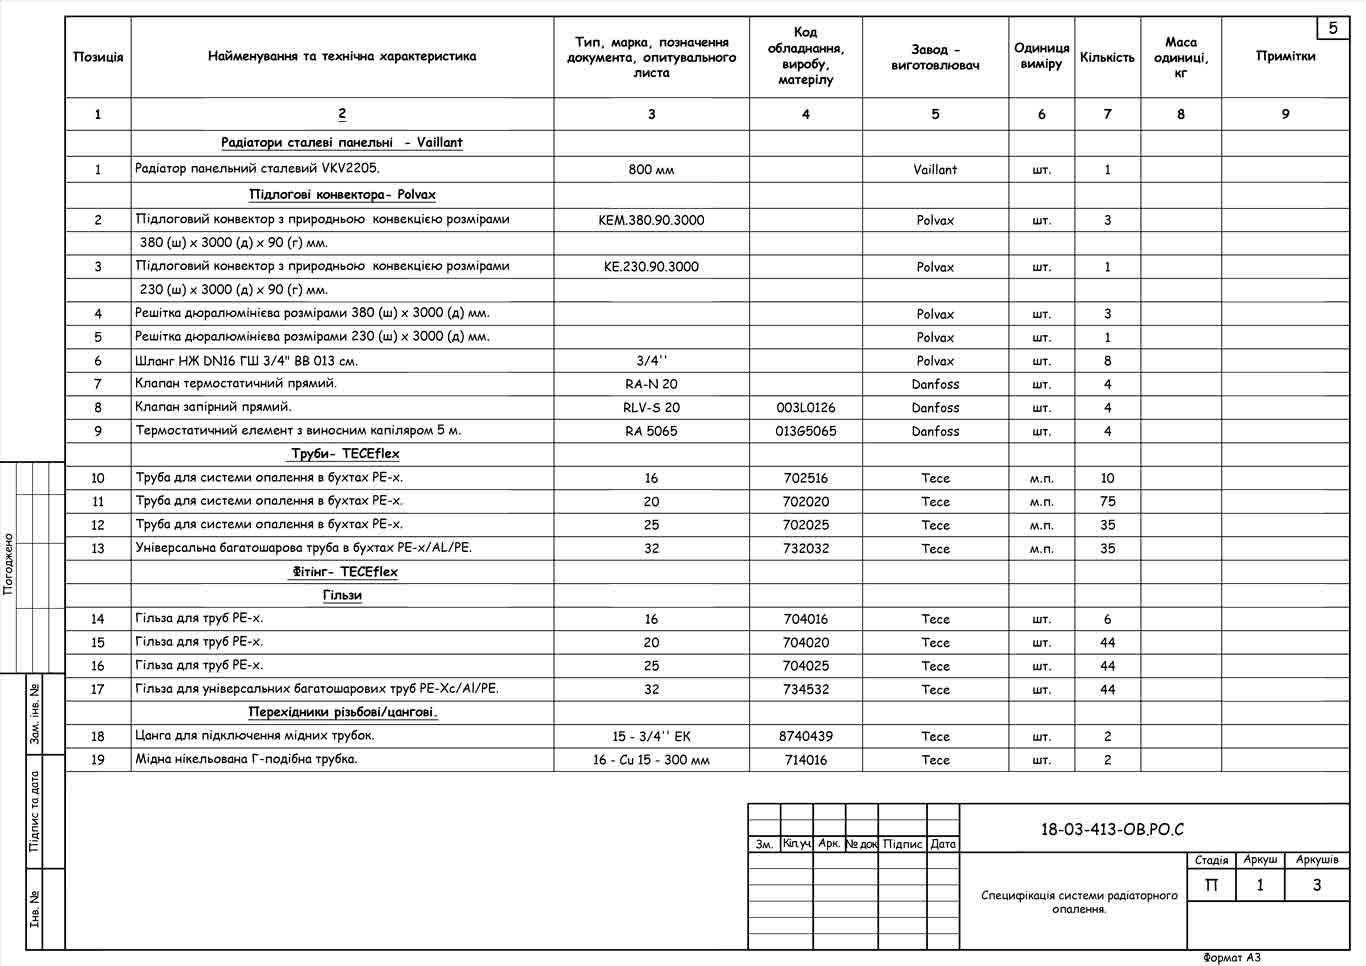 5
Позиція
Найменування та технічна характеристика
Тип, марка, позначення
документа, опитувального
листа
Код
обладнання,
виробу,
матерілу
Завод -
виготовлювач
Одиниця
виміру
Кількість
Маса
одиниці,
кг
Примітки
1 2 3 4 5 6 7 8 9
Радіатори сталеві панельні - Vaillant
1 Радіатор панельний сталевий VKV2205. 800 мм Vaillant шт. 1
Підлогові конвектора- Polvax
2 Підлоговий конвектор з природньою конвекцією розмірами KEM.380.90.3000 Polvax шт. 3
380 (ш) х 3000 (д) х 90 (г) мм.
3 Підлоговий конвектор з природньою конвекцією розмірами KE.230.90.3000 Polvax шт. 1
230 (ш) х 3000 (д) х 90 (г) мм.
4 Решітка дюралюмінієва розмірами 380 (ш) х 3000 (д) мм. Polvax шт. 3
5 Решітка дюралюмінієва розмірами 230 (ш) х 3000 (д) мм. Polvax шт. 1
6 Шланг НЖ DN16 ГШ 3/4" ВВ 013 см. 3/4'' Polvax шт. 8
7 Клапан термостатичний прямий. RA-N 20 Danfoss шт. 4
8 Клапан запірний прямий. RLV-S 20 003L0126 Danfoss шт. 4
9 Термостатичний елемент з виносним капіляром 5 м. RA 5065 013G5065 Danfoss шт. 4
Труби- TECEflex
10 Труба для системи опалення в бухтах PE-x. 16 702516 Tece м.п. 10
11 Труба для системи опалення в бухтах PE-x. 20 702020 Tece м.п. 75
12 Труба для системи опалення в бухтах PE-x. 25 702025 Tece м.п. 35
13 Універсальна багатошарова труба в бухтах PE-x/AL/PE. 32 732032 Tece м.п. 35
Фітінг- TECEflex
Гільзи
14 Гільза для труб PE-x. 16 704016 Tece шт. 6
15 Гільза для труб PE-x. 20 704020 Tece шт. 44
16 Гільза для труб PE-x. 25 704025 Tece шт. 44
17 Гільза для універсальних багатошарових труб PE-Xc/Al/PE. 32 734532 Tece шт. 44
Перехідники різьбові/цангові.
18 Цанга для підключення мідних трубок. 15 - 3/4'' EK 8740439 Tece шт. 2
19 Мідна нікельована Г-подібна трубка. 16 - Cu 15 - 300 мм 714016 Tece шт. 2
Погоджено
Зам. інв. №
Підпис та дата
Інв. №
18-03-413-ОВ.РО.С
Зм. Кіл.уч. Арк. № док Підпис Дата
Специфікація системи радіаторного
опалення.
Стадія Аркуш Аркушів
П 1 3
Формат А3